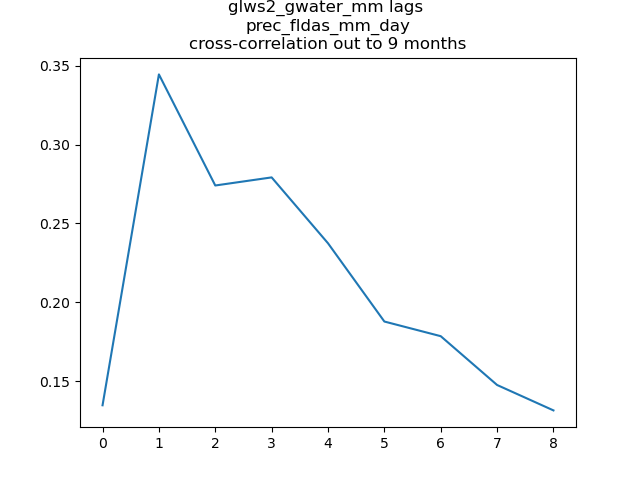 glws2_gwater_mm lags
prec_fldas_mm_day
cross-correlation out to 9 months
0.35
0.30
0.25
0.20
0.15
0 1 2 3 4 5 6 7 8